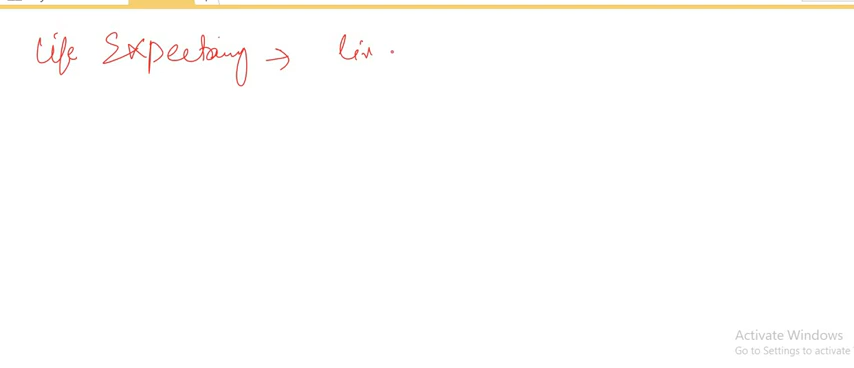 Life Expectancy → lin .
Activate Windows
Go to Settings to activate